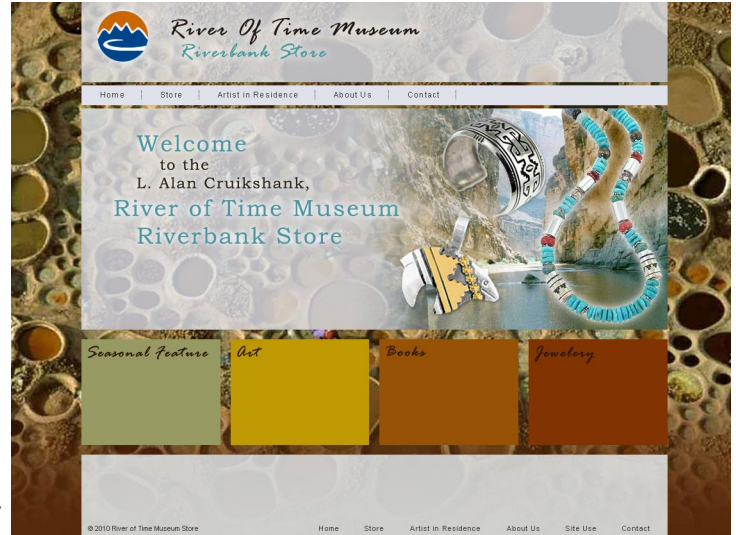 River Of Time Museum
Riverbank Store
Home Store Artist in Residence About Us Contact
Welcome
to the
L. Alan Cruikshank,
River of Time Museum
Riverbank Store
Seasonal Feature Art Books Jewelery
© 2010 River of Time Museum Store Home Store Artist in Residence About Us Site Use Contact